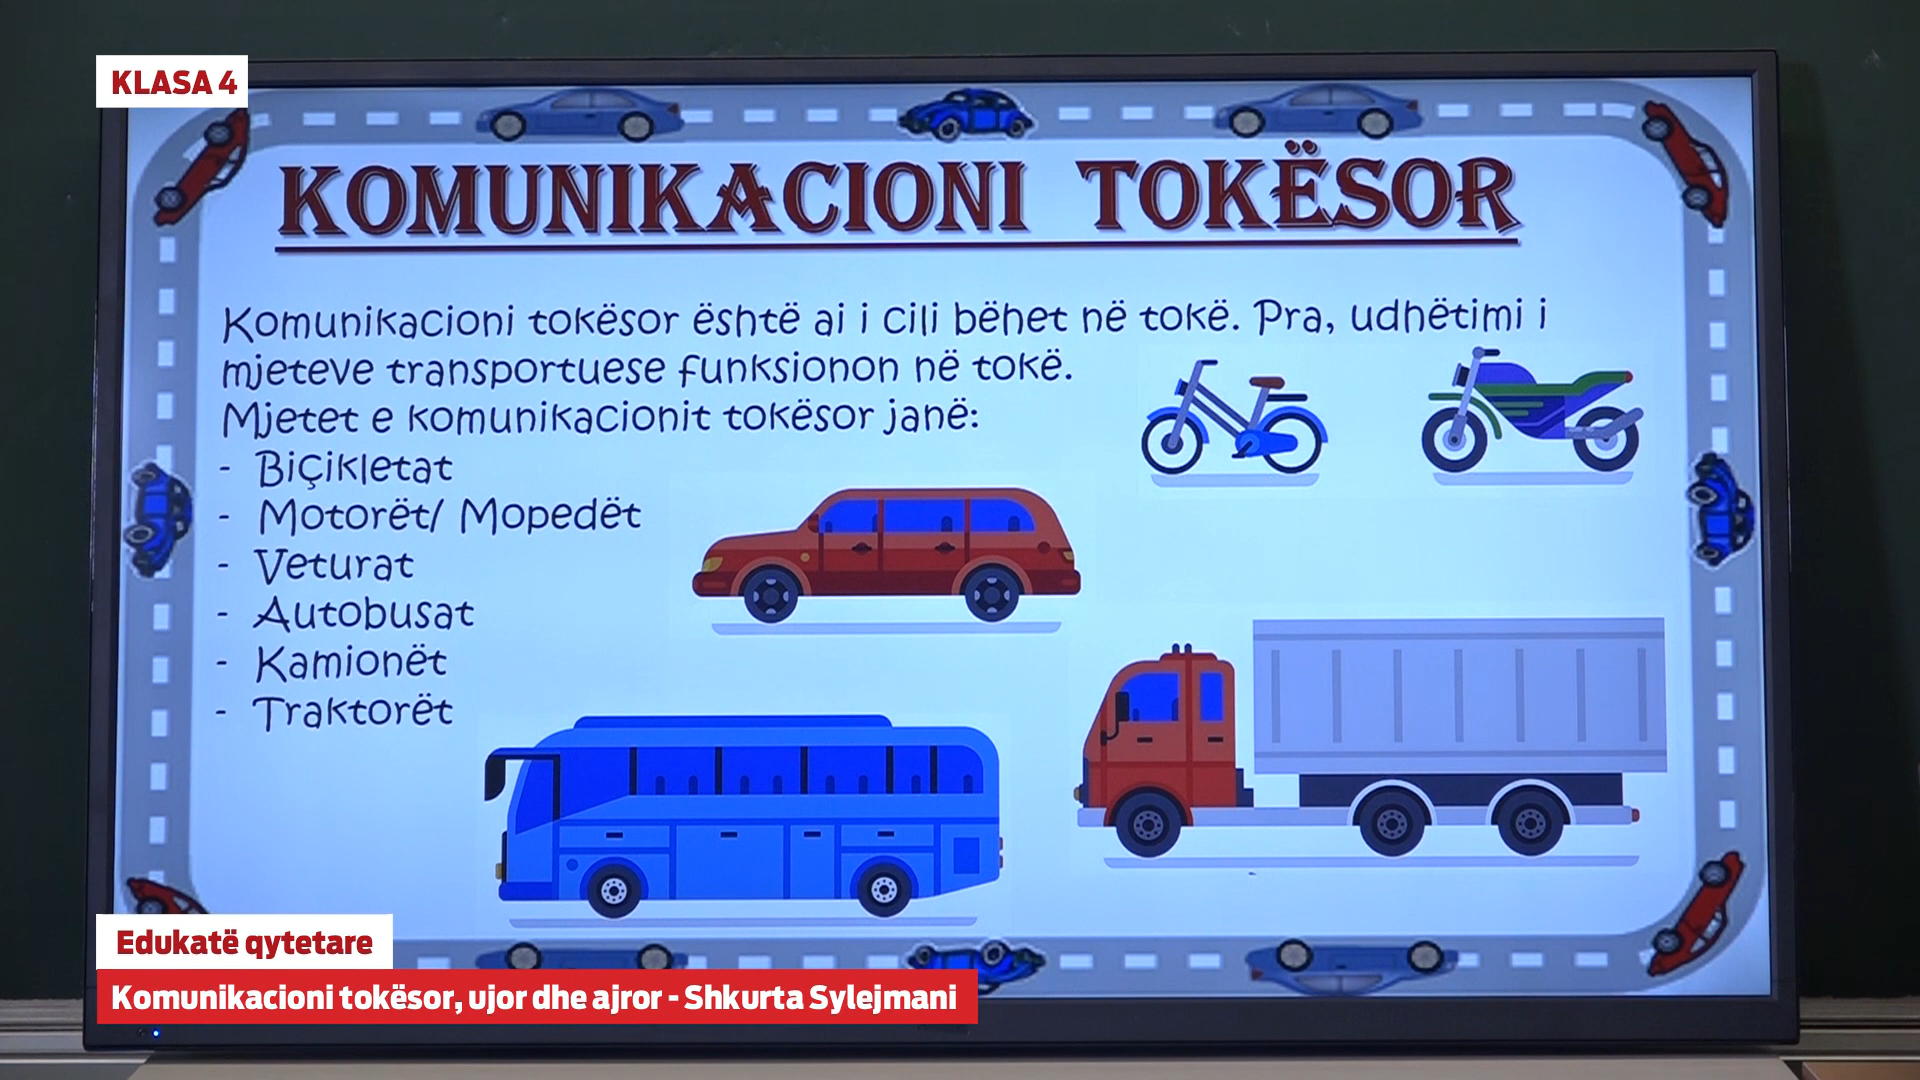 KLASA 4
KOMUNIKACIONI TOKËSOR
Komunikacioni tokësor është ai i cili bëhet në tokë. Pra, udhëtimi i
mjeteve transportuese funksionon në tokë.
Mjetet e komunikacionit tokësor janë:
- Biçikletat
- Motorët/ Mopedët
- Veturat
- Autobusat
- Kamionët
- Traktorët
Edukatë qytetare
Komunikacioni tokësor, ujor dhe ajror - Shkurta Sylejmani